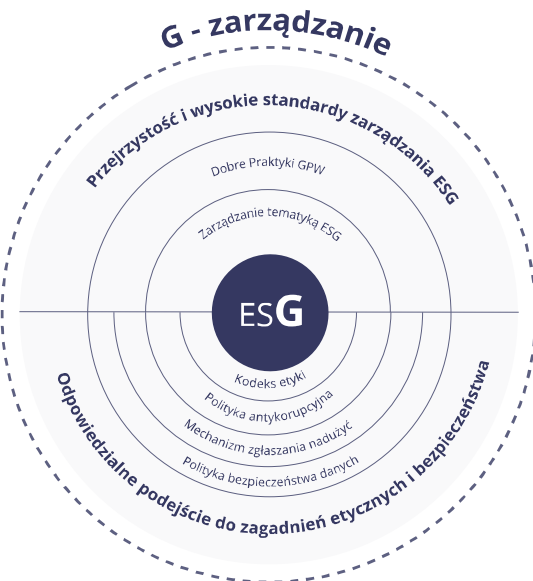 G - zarządzanie
Przejrzystość i wysokie standardy zarządzania ESG
Dobre Praktyki GPW
Zarządzanie tematyką ESG
ESG
Kodeks etyki
Polityka antykorupcyjna
Mechanizm zgłaszania nadużyć
Polityka bezpieczeństwa danych
Odpowiedzialne podejście do zagadnień etycznych i bezpieczeństwa